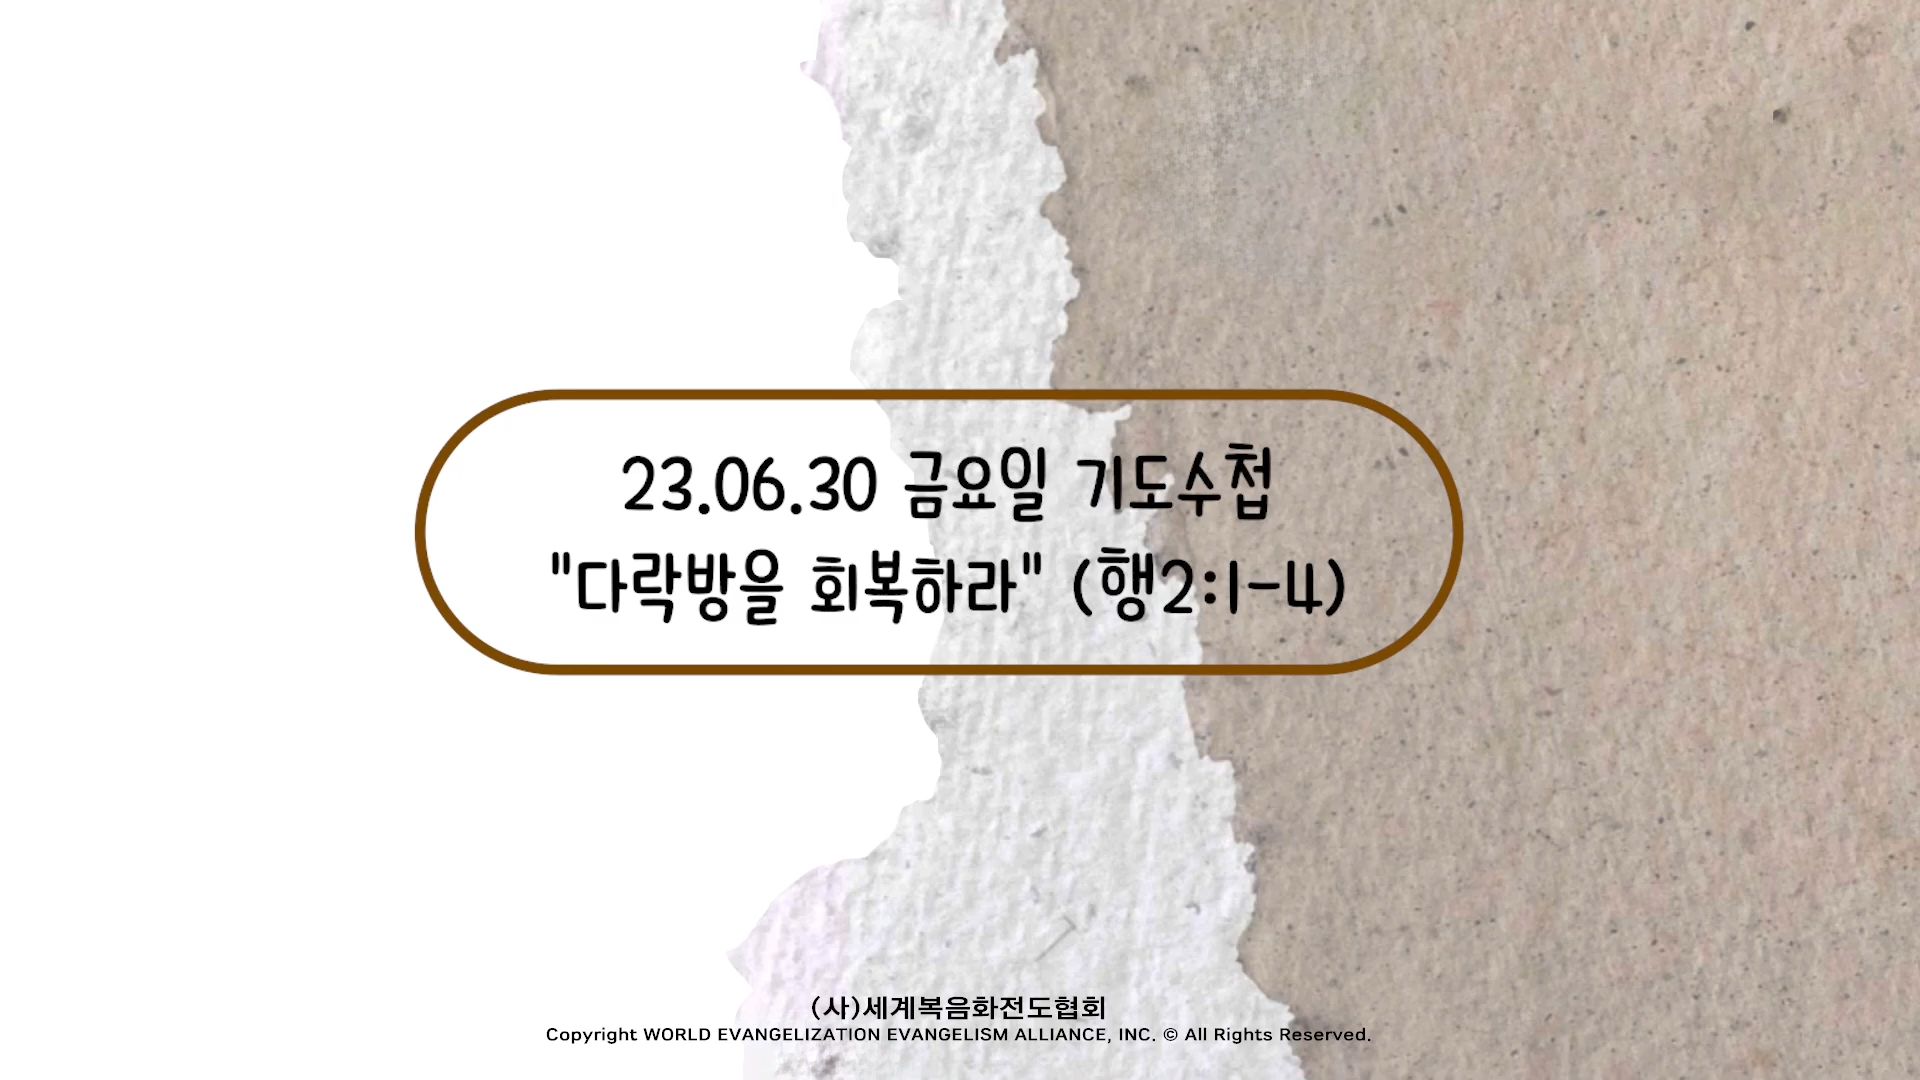 23.06.30 금요일 기도수첩
"다락방을 회복하라" (행2:1-4)
(사)세계복음화전도협회
Copyright WORLD EVANGELIZATION EVANGELISM ALLIANCE, INC. © All Rights Reserved.